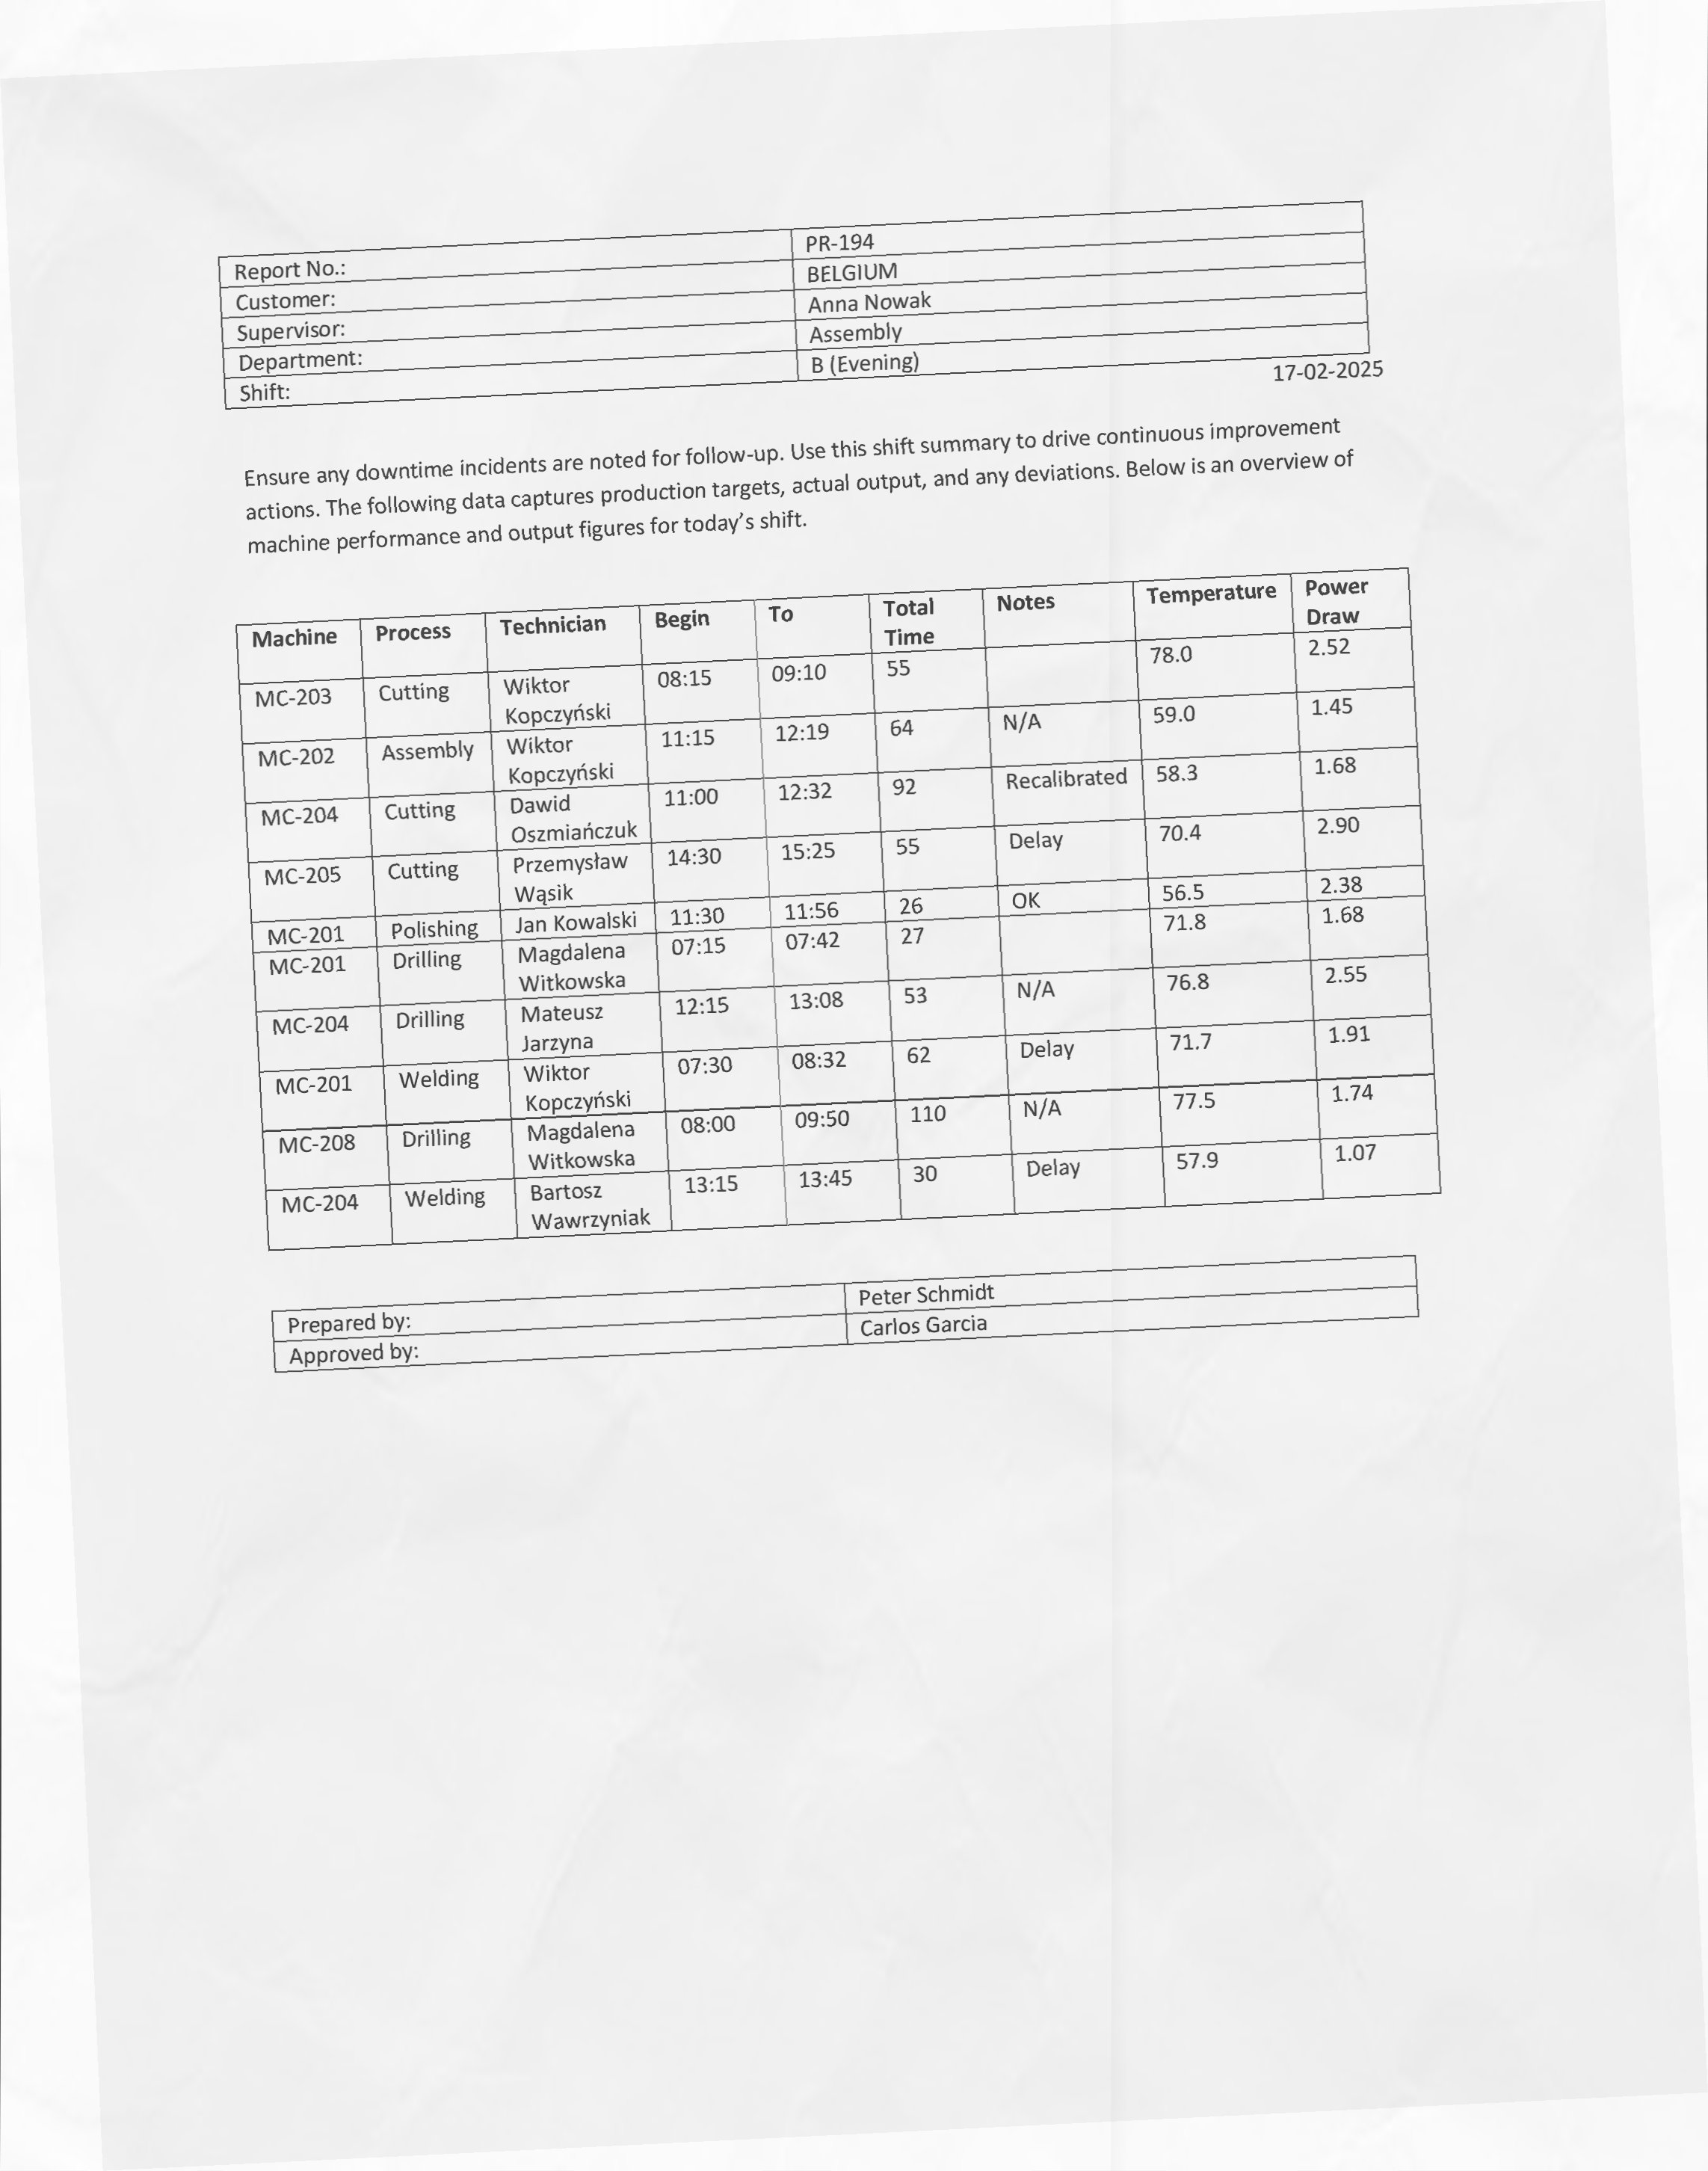 Report No.: PR-194
Customer: BELGIUM
Supervisor: Anna Nowak
Department: Assembly
Shift: B (Evening)
17-02-2025
Ensure any downtime incidents are noted for follow-up. Use this shift summary to drive continuous improvement
actions. The following data captures production targets, actual output, and any deviations. Below is an overview of
machine performance and output figures for today's shift.
Machine Process Technician Begin To Total Time Notes Temperature Power Draw
MC-203 Cutting Wiktor Kopczyński 08:15 09:10 55 78.0 2.52
MC-202 Assembly Wiktor Kopczyński 11:15 12:19 64 N/A 59.0 1.45
MC-204 Cutting Dawid Oszmiańczuk 11:00 12:32 92 Recalibrated 58.3 1.68
MC-205 Cutting Przemysław Wąsik 14:30 15:25 55 Delay 70.4 2.90
MC-201 Polishing Jan Kowalski 11:30 11:56 26 OK 56.5 2.38
MC-201 Drilling Magdalena Witkowska 07:15 07:42 27 71.8 1.68
MC-204 Drilling Mateusz Jarzyna 12:15 13:08 53 N/A 76.8 2.55
MC-201 Welding Wiktor Kopczyński 07:30 08:32 62 Delay 71.7 1.91
MC-208 Drilling Magdalena Witkowska 08:00 09:50 110 N/A 77.5 1.74
MC-204 Welding Bartosz Wawrzyniak 13:15 13:45 30 Delay 57.9 1.07
Prepared by: Peter Schmidt
Approved by: Carlos Garcia